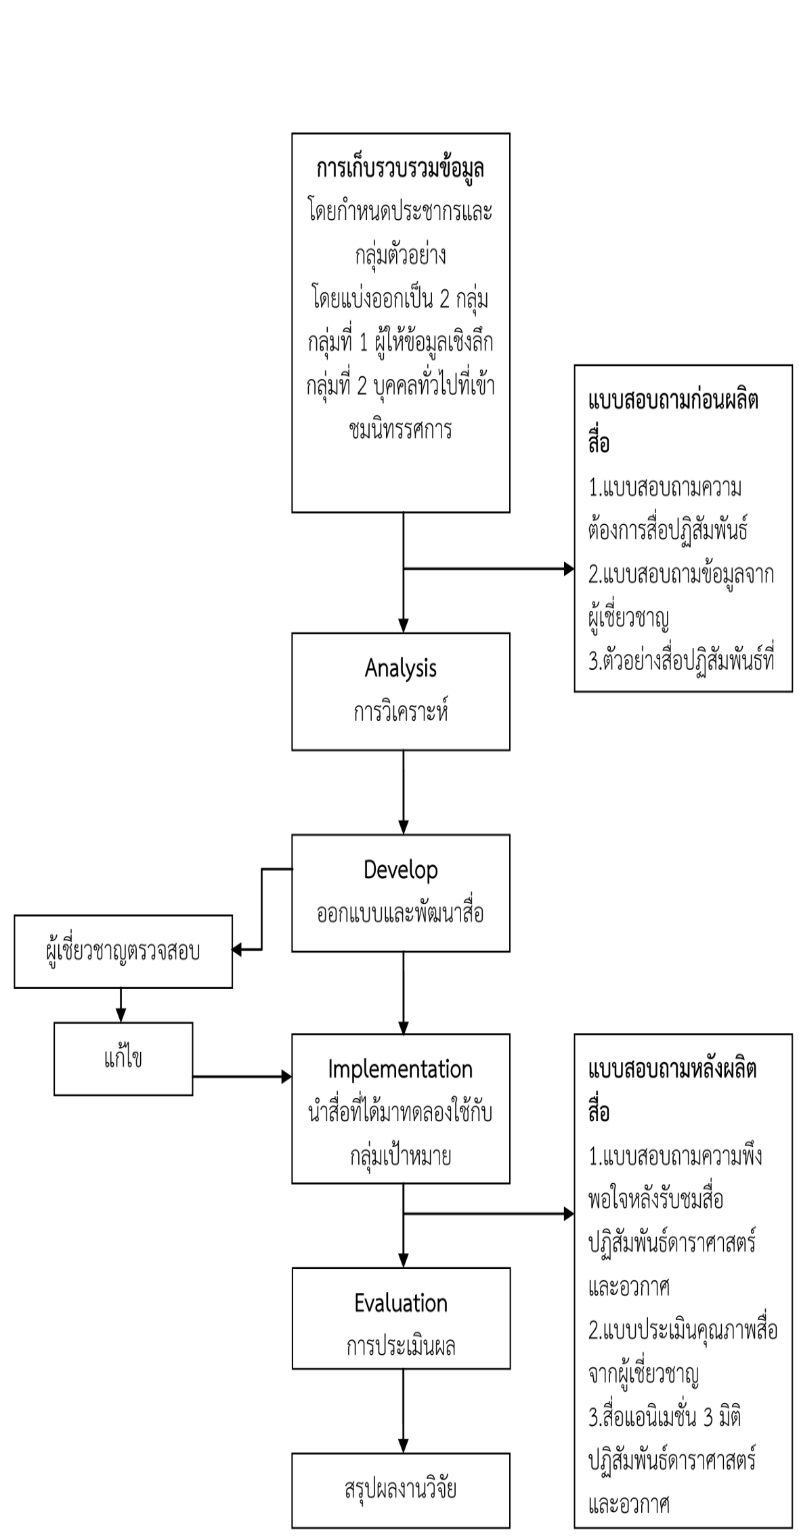 การเก็บรวบรวมข้อมูล
โดยกำหนดประชากรและ
กลุ่มตัวอย่าง
โดยแบ่งออกเป็น 2 กลุ่ม
กลุ่มที่ 1 ผู้ให้ข้อมูลเชิงลึก
กลุ่มที่ 2 บุคคลทั่วไปที่เข้า
ชมนิทรรศการ
แบบสอบถามก่อนผลิต
สื่อ
1.แบบสอบถามความ
ต้องการสื่อปฏิสัมพันธ์
2.แบบสอบถามข้อมูลจาก
ผู้เชี่ยวชาญ
3.ตัวอย่างสื่อปฏิสัมพันธ์ที่
Analysis
การวิเคราะห์
Develop
ออกแบบและพัฒนาสื่อ
ผู้เชี่ยวชาญตรวจสอบ
แก้ไข
Implementation
นำสื่อที่ได้มาทดลองใช้กับ
กลุ่มเป้าหมาย
แบบสอบถามหลังผลิต
สื่อ
1.แบบสอบถามความพึง
พอใจหลังรับชมสื่อ
ปฏิสัมพันธ์ดาราศาสตร์
และอวกาศ
2.แบบประเมินคุณภาพสื่อ
จากผู้เชี่ยวชาญ
3.สื่อแอนิเมชั่น 3 มิติ
ปฏิสัมพันธ์ดาราศาสตร์
และอวกาศ
Evaluation
การประเมินผล
สรุปผลงานวิจัย